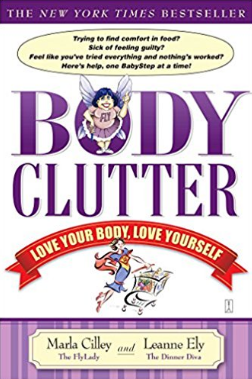 THE NEW YORK TIMES BESTSELLER
Trying to find comfort in food?
Sick of feeling guilty?
Feel like you've tried everything and nothing's worked?
Here's help, one BabyStep at a time!
FLY
BODY
CLUTTER
LOVE YOUR BODY, LOVE YOURSELF
Marla Cilley and Leanne Ely
The FlyLady The Dinner Diva